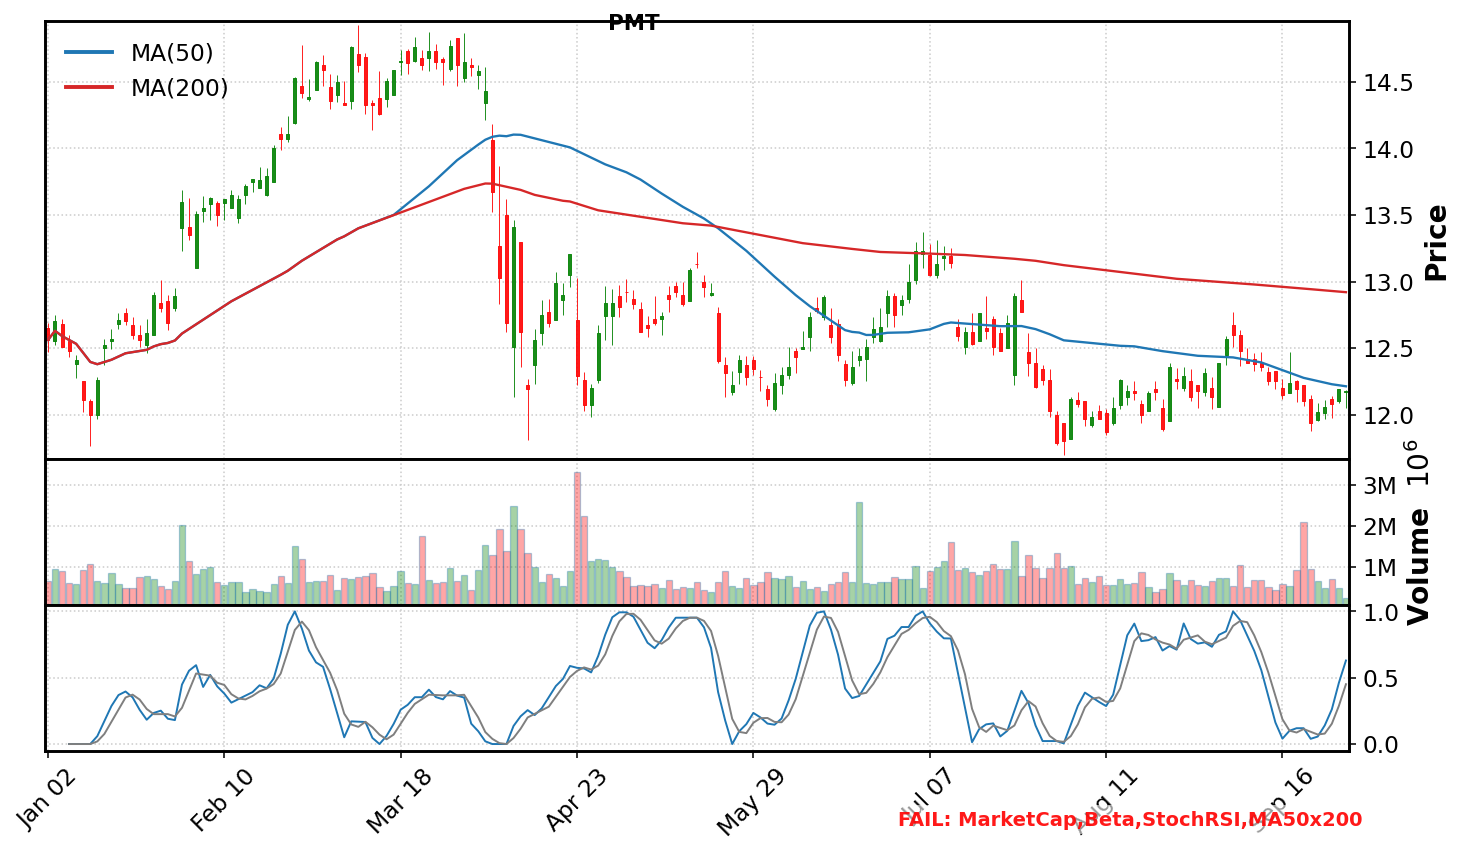 PMT
MA(50)
MA(200)
14.5
14.0
13.5
13.0
12.5
12.0
Price
3M
2M
1M
Volume 10^6
1.0
0.5
0.0
Jan 02
Feb 10
Mar 18
Apr 23
May 29
Jul 07
Aug 11
Sep 16
FAIL: MarketCap,Beta,StochRSI,MA50x200